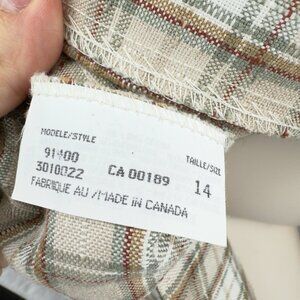 MODELE/STYLE TAILLE/SIZE
91400
3010022 CA 00189 14
FABRIQUE AU /MADE IN CANADA